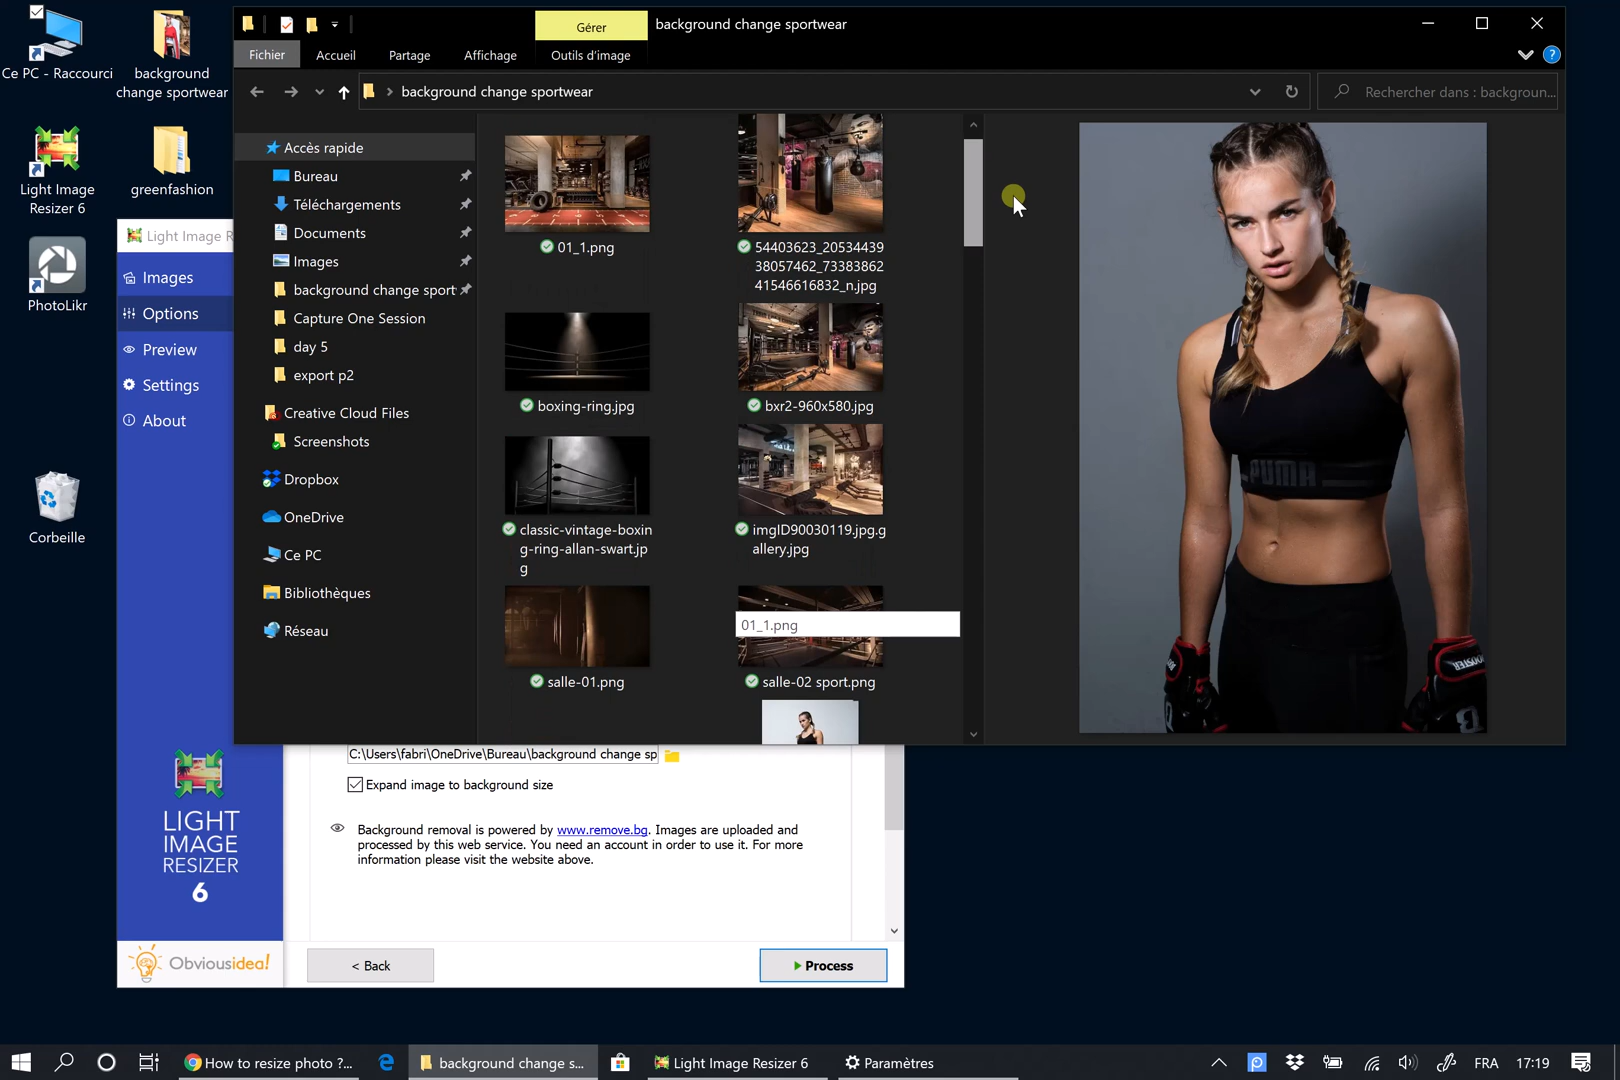 Ce PC - Raccourci
background
change sportwear
Light Image
Resizer 6
greenfashion
PhotoLikr
Corbeille
Gérer
background change sportwear
Fichier
Accueil
Partage
Affichage
Outils d'image
background change sportwear
Rechercher dans : backgroun...
Accès rapide
Bureau
Téléchargements
Documents
Images
background change sport
Capture One Session
day 5
export p2
Creative Cloud Files
Screenshots
Dropbox
OneDrive
Ce PC
Bibliothèques
Réseau
01_1.png
54403623_20534439
38057462_73383862
41546616832_n.jpg
boxing-ring.jpg
bxr2-960x580.jpg
classic-vintage-boxin
g-ring-allan-swart.jp
g
imgID90030119.jpg.g
allery.jpg
01_1.png
salle-01.png
salle-02 sport.png
PUMA
Light Image R
Images
Options
Preview
Settings
About
LIGHT
IMAGE
RESIZER
6
Obviousidea!
C:\Users\fabri\OneDrive\Bureau\background change sp
Expand image to background size
Background removal is powered by www.remove.bg. Images are uploaded and
processed by this web service. You need an account in order to use it. For more
information please visit the website above.
< Back
Process
How to resize photo ?...
background change s...
Light Image Resizer 6
Paramètres
FRA
17:19